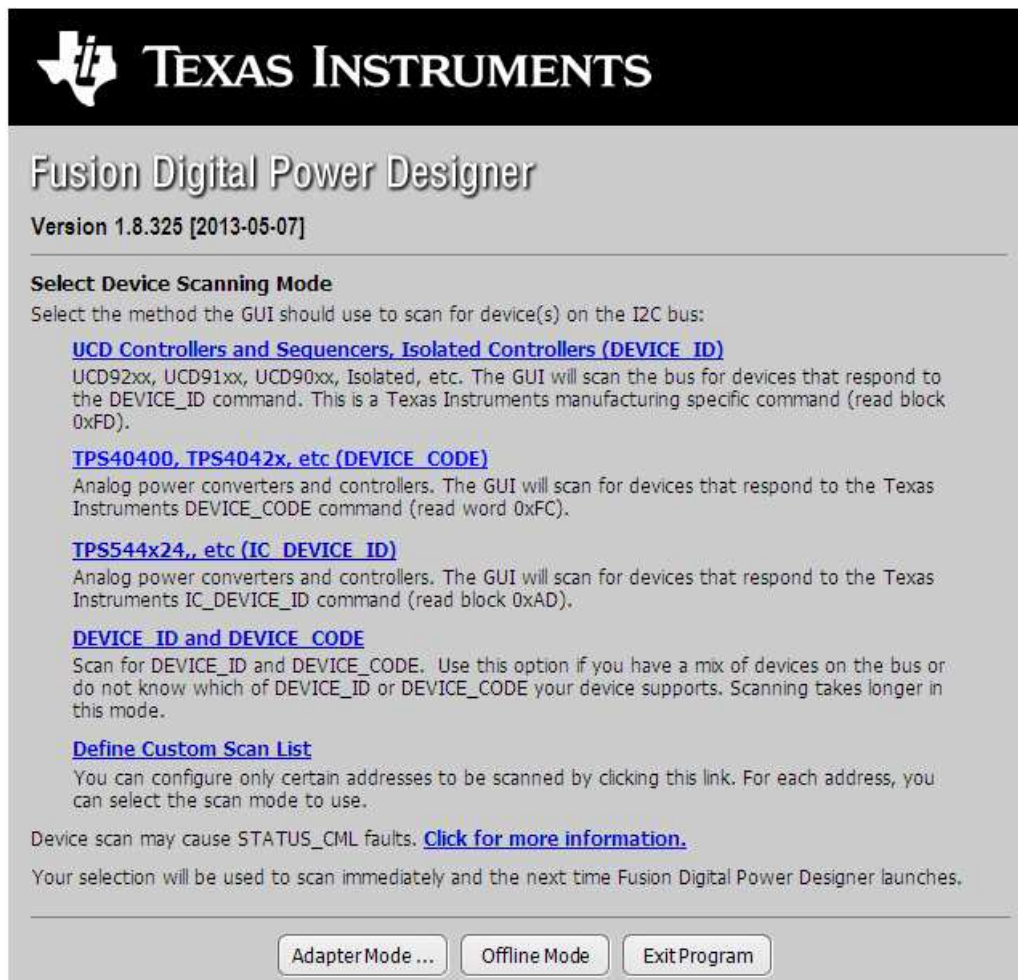 TEXAS INSTRUMENTS
Fusion Digital Power Designer
Version 1.8.325 [2013-05-07]
Select Device Scanning Mode
Select the method the GUI should use to scan for device(s) on the I2C bus:
UCD Controllers and Sequencers, Isolated Controllers (DEVICE_ID)
UCD92xx, UCD91xx, UCD90xx, Isolated, etc. The GUI will scan the bus for devices that respond to
the DEVICE_ID command. This is a Texas Instruments manufacturing specific command (read block
0xFD).
TPS40400, TPS4042x, etc (DEVICE_CODE)
Analog power converters and controllers. The GUI will scan for devices that respond to the Texas
Instruments DEVICE_CODE command (read word 0xFC).
TPS544x24,, etc (IC_DEVICE_ID)
Analog power converters and controllers. The GUI will scan for devices that respond to the Texas
Instruments IC_DEVICE_ID command (read block 0xAD).
DEVICE_ID and DEVICE_CODE
Scan for DEVICE_ID and DEVICE_CODE.  Use this option if you have a mix of devices on the bus or
do not know which of DEVICE_ID or DEVICE_CODE your device supports. Scanning takes longer in
this mode.
Define Custom Scan List
You can configure only certain addresses to be scanned by clicking this link. For each address, you
can select the scan mode to use.
Device scan may cause STATUS_CML faults. Click for more information.
Your selection will be used to scan immediately and the next time Fusion Digital Power Designer launches.
Adapter Mode ... Offline Mode Exit Program